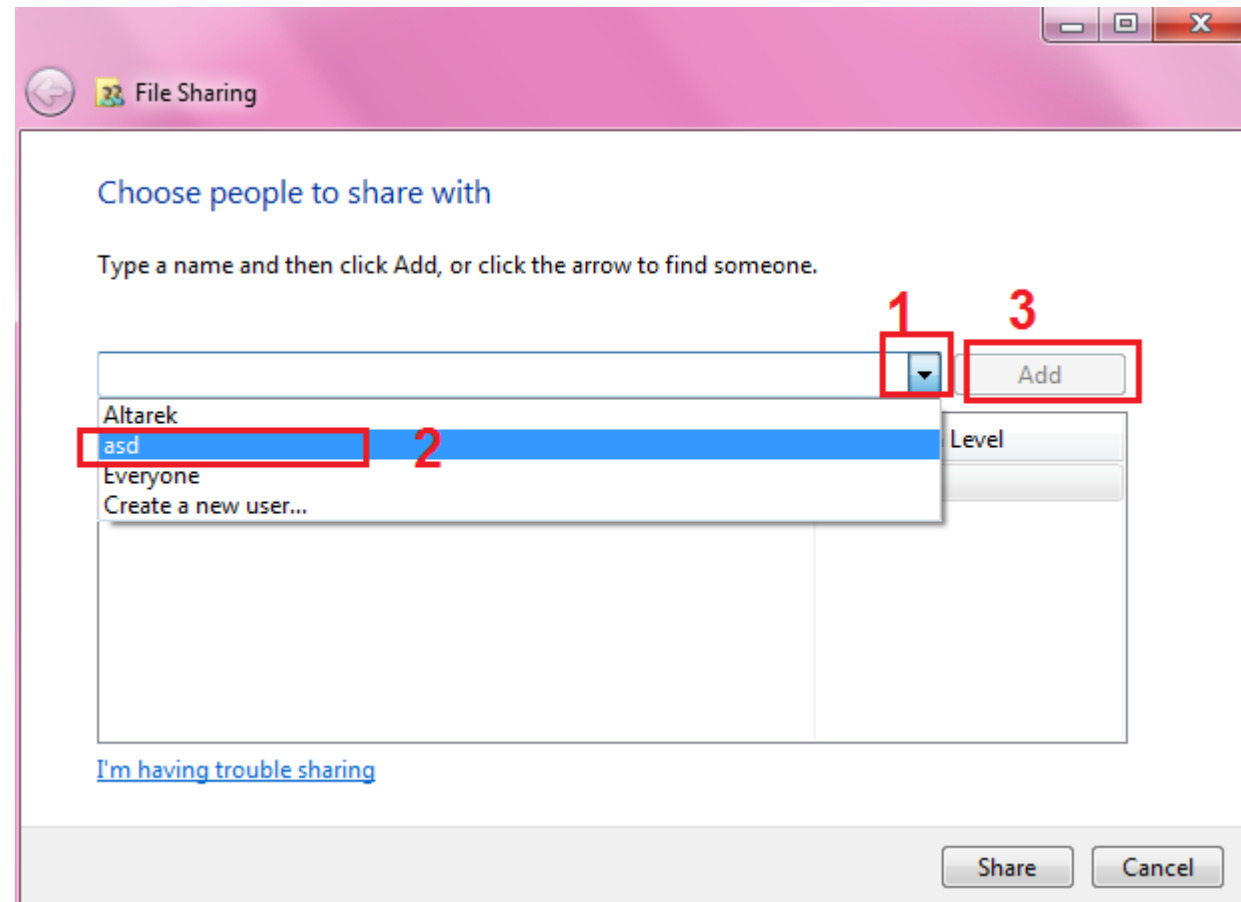 File Sharing
Choose people to share with
Type a name and then click Add, or click the arrow to find someone.
1
3
Add
Altarek
asd
2
Level
Everyone
Create a new user...
I'm having trouble sharing
Share
Cancel